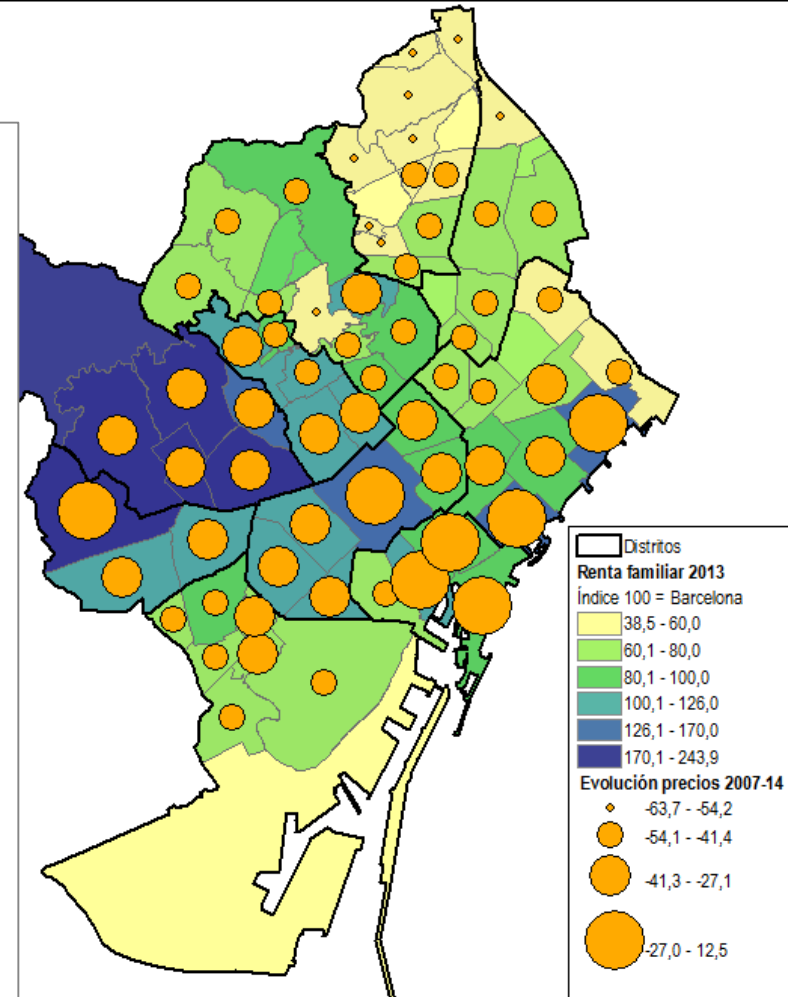 Distritos
Renta familiar 2013
Índice 100 = Barcelona
38,5 - 60,0
60,1 - 80,0
80,1 - 100,0
100,1 - 126,0
126,1 - 170,0
170,1 - 243,9
Evolución precios 2007-14
-63,7 - -54,2
-54,1 - -41,4
-41,3 - -27,1
-27,0 - 12,5